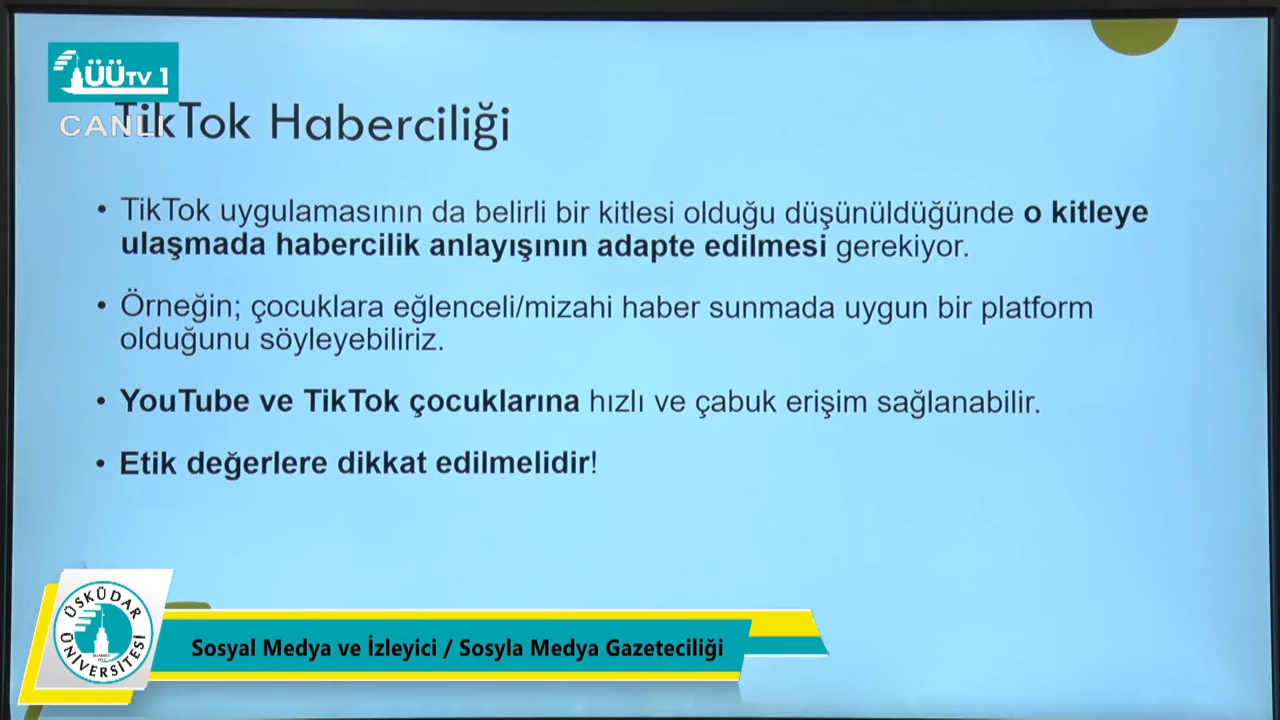 ÜÜTV 1
CANLI
TikTok Haberciliği
• TikTok uygulamasının da belirli bir kitlesi olduğu düşünüldüğünde o kitleye
ulaşmada habercilik anlayışının adapte edilmesi gerekiyor.
• Örneğin; çocuklara eğlenceli/mizahi haber sunmada uygun bir platform
olduğunu söyleyebiliriz.
• YouTube ve TikTok çocuklarına hızlı ve çabuk erişim sağlanabilir.
• Etik değerlere dikkat edilmelidir!
ÜSKÜDAR
ÜNİVERSİTESİ
Sosyal Medya ve İzleyici / Sosyla Medya Gazeteciliği